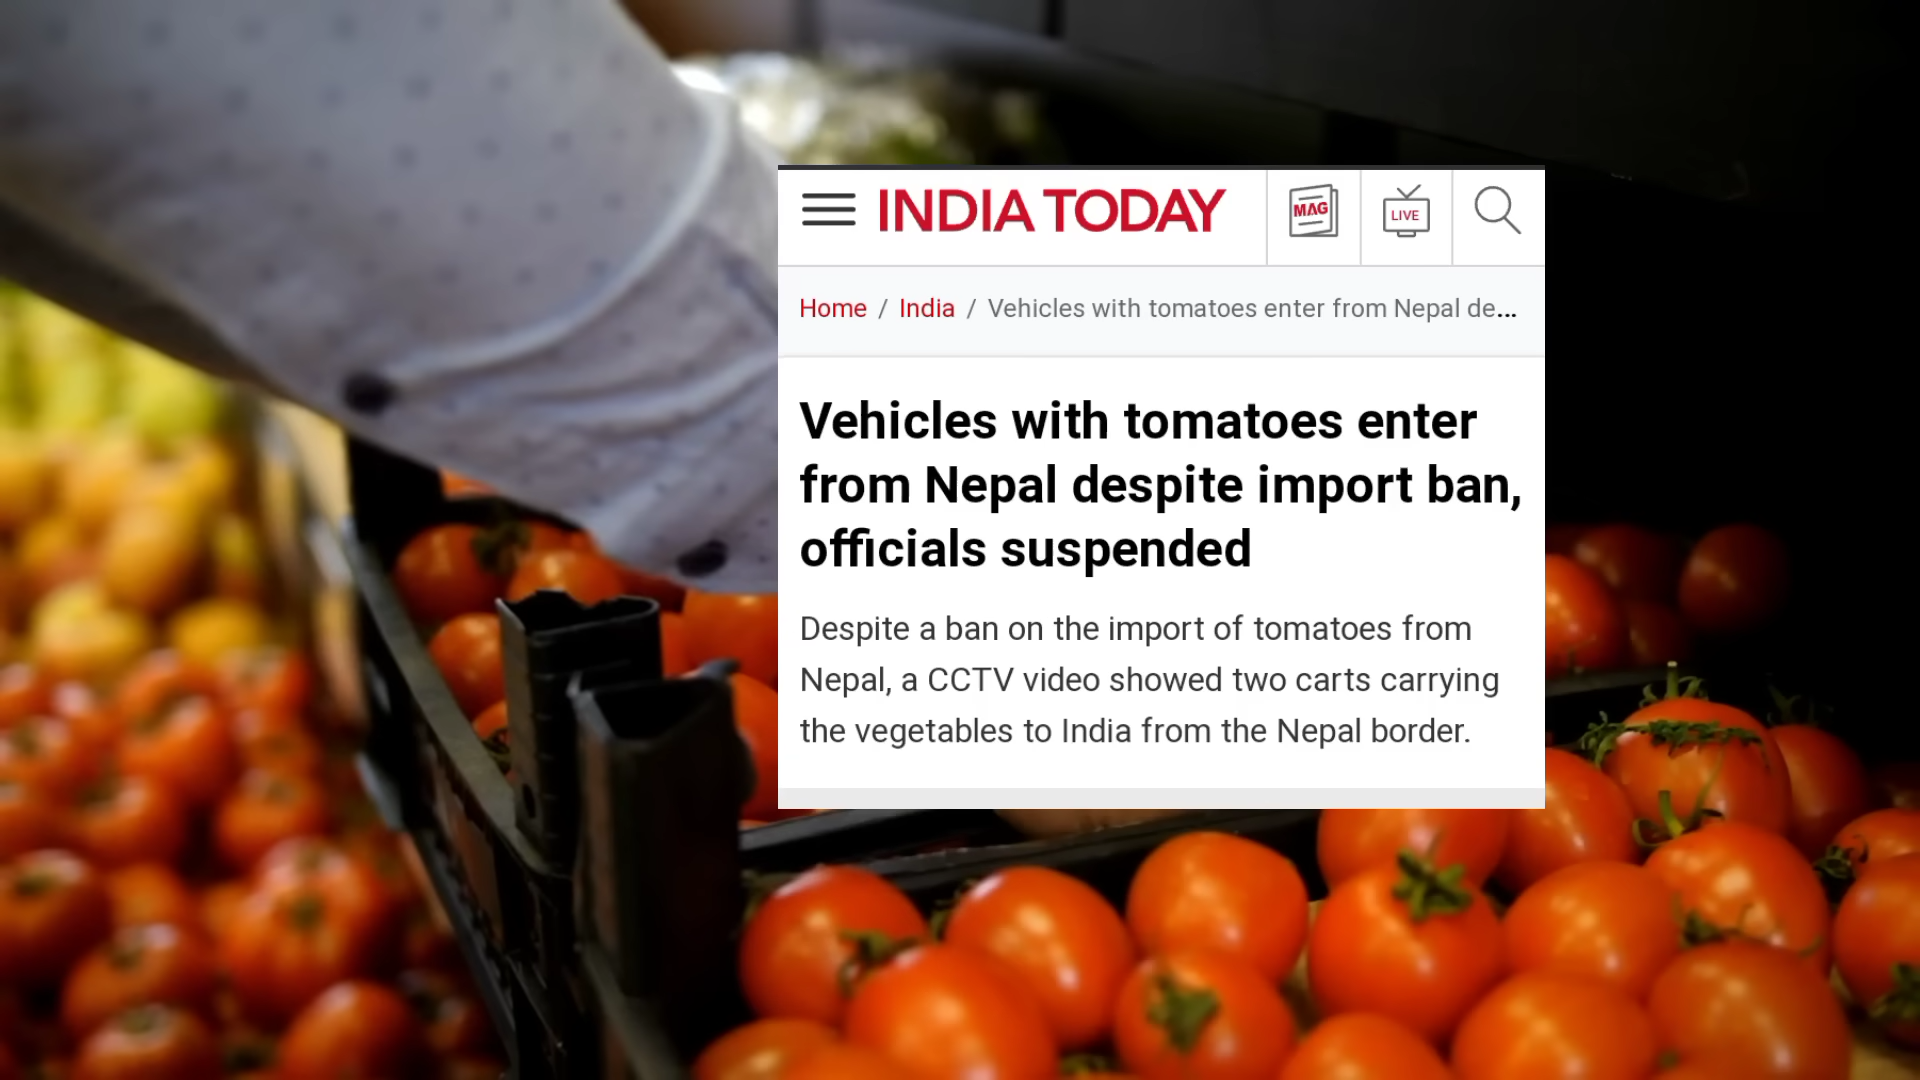 INDIA TODAY
MAG
LIVE
Home / India / Vehicles with tomatoes enter from Nepal de...
Vehicles with tomatoes enter
from Nepal despite import ban,
officials suspended
Despite a ban on the import of tomatoes from
Nepal, a CCTV video showed two carts carrying
the vegetables to India from the Nepal border.